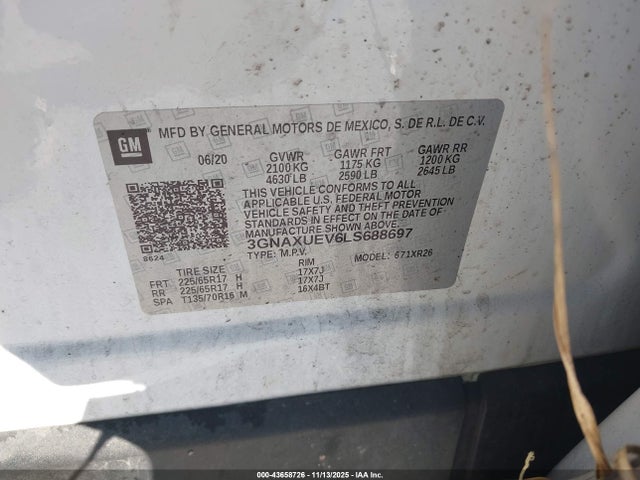 GM
MFD BY GENERAL MOTORS DE MEXICO, S. DE R.L. DE C.V.
06/20 GVWR GAWR FRT GAWR RR
2100 KG 1175 KG 1200 KG
4630 LB 2590 LB 2645 LB
THIS VEHICLE CONFORMS TO ALL
APPLICABLE U.S. FEDERAL MOTOR
VEHICLE SAFETY AND THEFT PREVENTION
STANDARDS IN EFFECT ON THE DATE OF
MANUFACTURE SHOWN ABOVE.
3GNAXUEV6LS688697
8624
TYPE: M.P.V. MODEL: 671XR26
TIRE SIZE RIM
FRT 225/65R17 H 17X7J
RR 225/65R17 H 17X7J
SPA T135/70R16 M 16X4BT
000-43658726 - 11/13/2025 - IAA Inc.